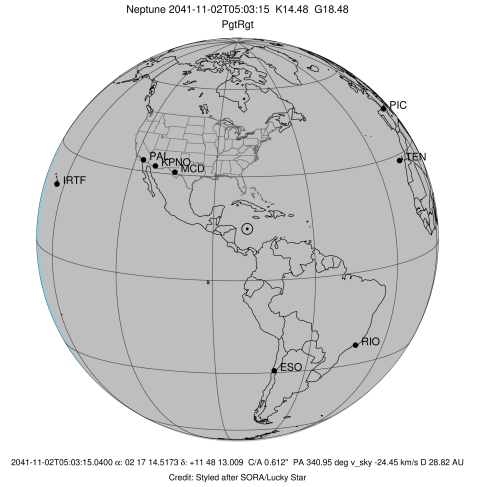 Neptune 2041-11-02T05:03:15  K14.48  G18.48
PgtRgt
PIC
TEN
PAL
KPNO
MCD
IRTF
RIO
ESO
2041-11-02T05:03:15.0400 α: 02 17 14.5173 δ: +11 48 13.009  C/A 0.612"  PA 340.95 deg v_sky -24.45 km/s D 28.82 AU
Credit: Styled after SORA/Lucky Star